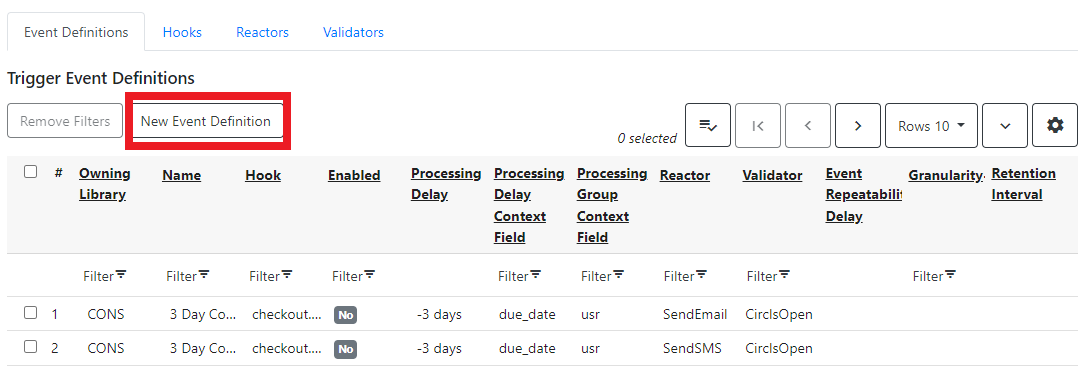 Event Definitions Hooks Reactors Validators
Trigger Event Definitions
Remove Filters New Event Definition
0 selected Rows 10
# Owning Library Name Hook Enabled Processing Delay Processing Delay Context Field Processing Group Context Field Reactor Validator Event Repeatabili Delay Granularity Retention Interval
Filter Filter Filter Filter Filter Filter Filter Filter Filter
1 CONS 3 Day Co... checkout.... No -3 days due_date usr SendEmail CircIsOpen
2 CONS 3 Day Co... checkout.... No -3 days due_date usr SendSMS CircIsOpen